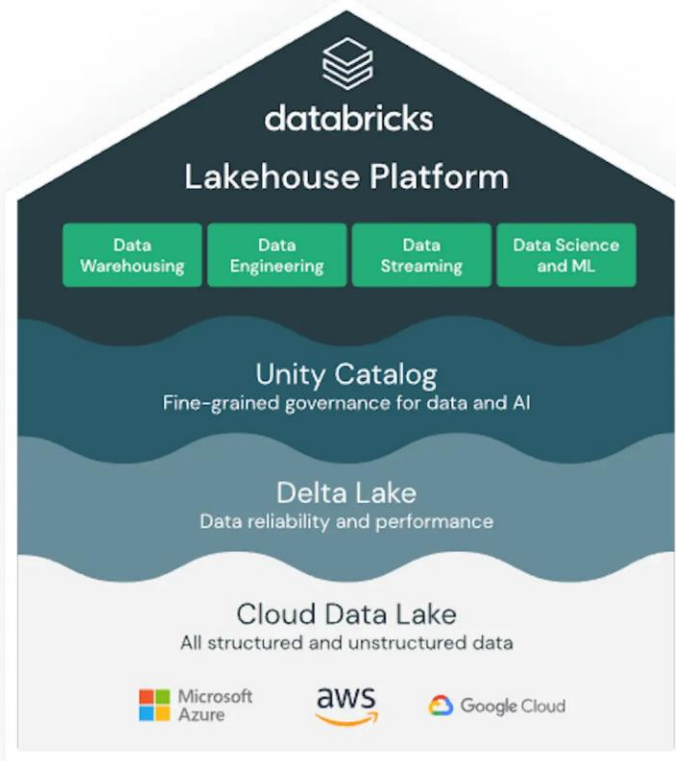 databricks
Lakehouse Platform
Data
Warehousing
Data
Engineering
Data
Streaming
Data Science
and ML
Unity Catalog
Fine-grained governance for data and AI
Delta Lake
Data reliability and performance
Cloud Data Lake
All structured and unstructured data
Microsoft
Azure
aws
Google Cloud